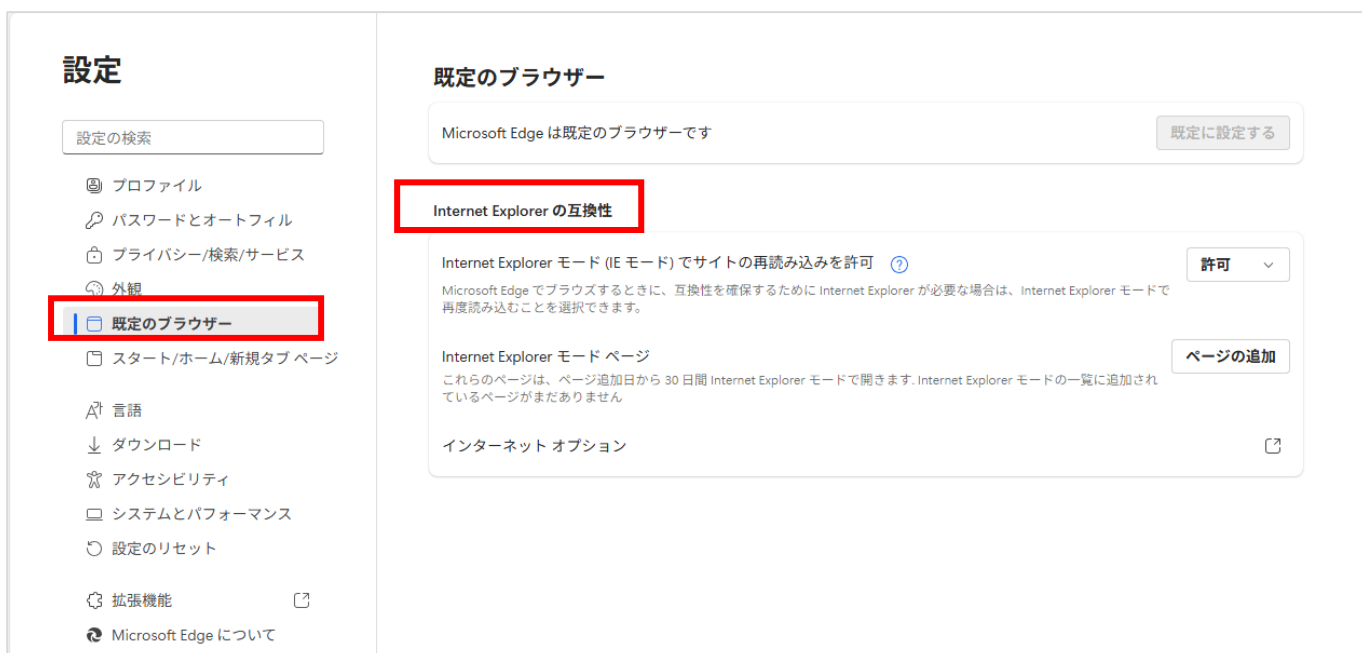 設定
設定の検索
プロファイル
パスワードとオートフィル
プライバシー/検索/サービス
外観
既定のブラウザー
スタート/ホーム/新規タブ ページ
言語
ダウンロード
アクセシビリティ
システムとパフォーマンス
設定のリセット
拡張機能
Microsoft Edge について
既定のブラウザー
Microsoft Edge は既定のブラウザーです
既定に設定する
Internet Explorer の互換性
Internet Explorer モード (IE モード) でサイトの再読み込みを許可
許可
Microsoft Edge でブラウズするときに、互換性を確保するために Internet Explorer が必要な場合は、Internet Explorer モードで
再度読み込むことを選択できます。
Internet Explorer モード ページ
ページの追加
これらのページは、ページ追加日から 30 日間 Internet Explorer モードで開きます. Internet Explorer モードの一覧に追加され
ているページがまだありません
インターネット オプション